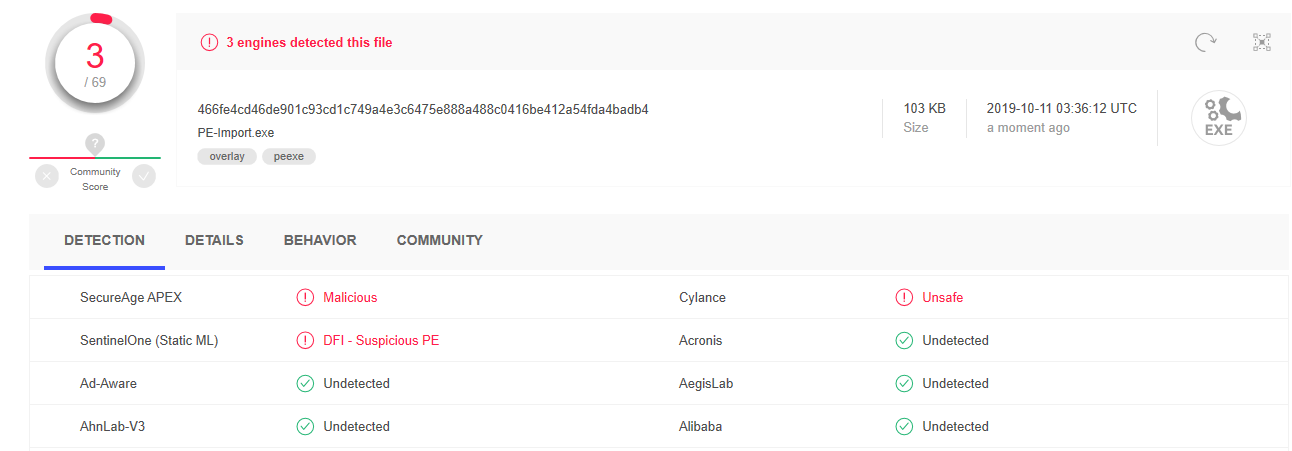 3
/ 69
?
Community
Score
3 engines detected this file
466fe4cd46de901c93cd1c749a4e3c6475e888a488c0416be412a54fda4badb4
PE-Import.exe
overlay peexe
103 KB
Size
2019-10-11 03:36:12 UTC
a moment ago
EXE
DETECTION DETAILS BEHAVIOR COMMUNITY
SecureAge APEX Malicious Cylance Unsafe
SentinelOne (Static ML) DFI - Suspicious PE Acronis Undetected
Ad-Aware Undetected AegisLab Undetected
AhnLab-V3 Undetected Alibaba Undetected